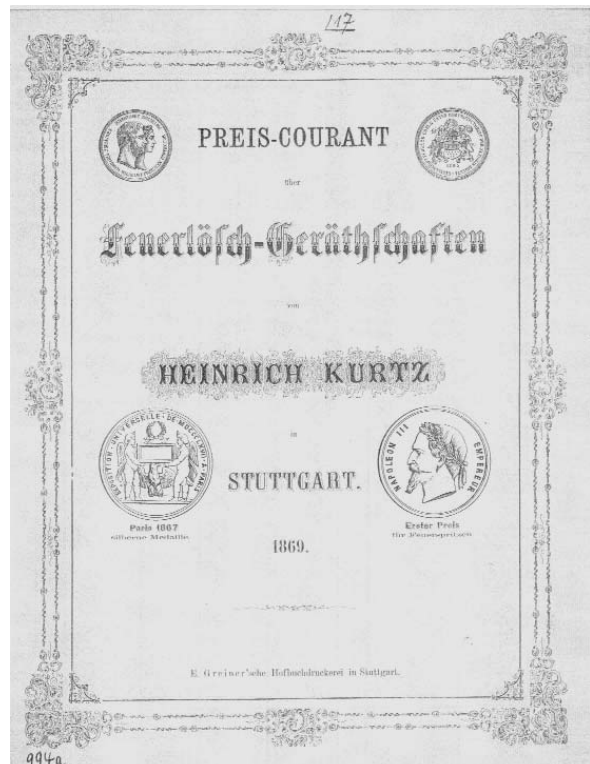 117
PREIS-COURANT
über
Feuerlösch-Geräthschaften
von
HEINRICH KURTZ
in
STUTTGART.
1869.
NAPOLEON III EMPEREUR
Paris 1867
silberne Medaille.
Erster Preis
für Feuerspritzen
E. Greiner'sche Hofbuchdruckerei in Stuttgart.
994a